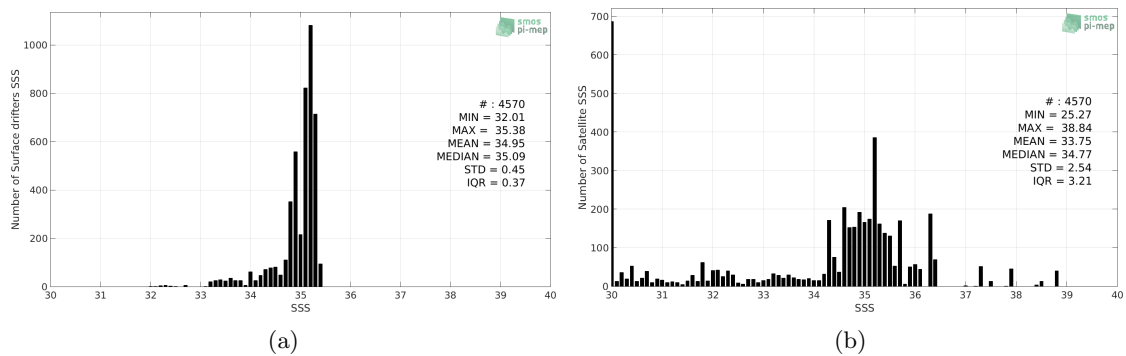 smos
pi-mep
1000
800
600
400
200
0
Number of Surface drifters SSS
# : 4570
MIN = 32.01
MAX = 35.38
MEAN = 34.95
MEDIAN = 35.09
STD = 0.45
IQR = 0.37
30 31 32 33 34 35 36 37 38 39 40
SSS
(a)
smos
pi-mep
700
600
500
400
300
200
100
0
Number of Satellite SSS
# : 4570
MIN = 25.27
MAX = 38.84
MEAN = 33.75
MEDIAN = 34.77
STD = 2.54
IQR = 3.21
30 31 32 33 34 35 36 37 38 39 40
SSS
(b)